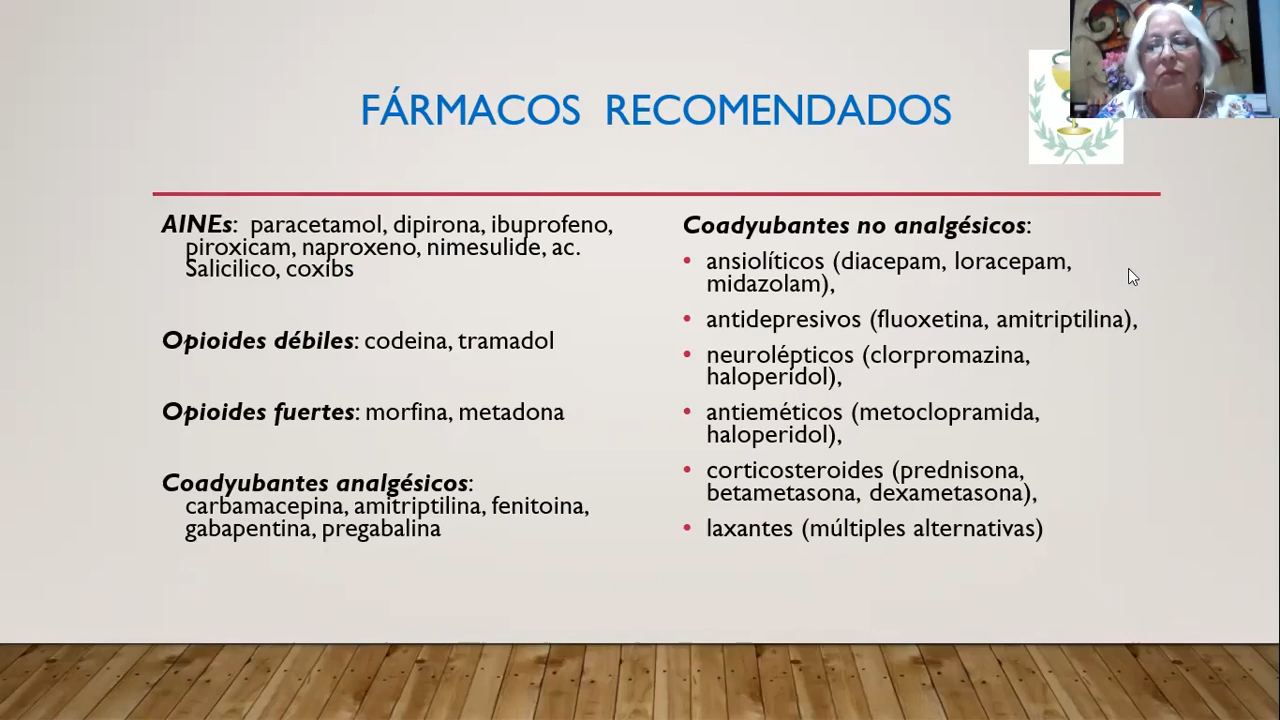 FÁRMACOS RECOMENDADOS
AINEs: paracetamol, dipirona, ibuprofeno,
piroxicam, naproxeno, nimesulide, ac.
Salicilico, coxibs
Opioides débiles: codeina, tramadol
Opioides fuertes: morfina, metadona
Coadyubantes analgésicos:
carbamacepina, amitriptilina, fenitoina,
gabapentina, pregabalina
Coadyubantes no analgésicos:
• ansiolíticos (diacepam, loracepam,
midazolam),
• antidepresivos (fluoxetina, amitriptilina),
• neurolépticos (clorpromazina,
haloperidol),
• antieméticos (metoclopramida,
haloperidol),
• corticosteroides (prednisona,
betametasona, dexametasona),
• laxantes (múltiples alternativas)